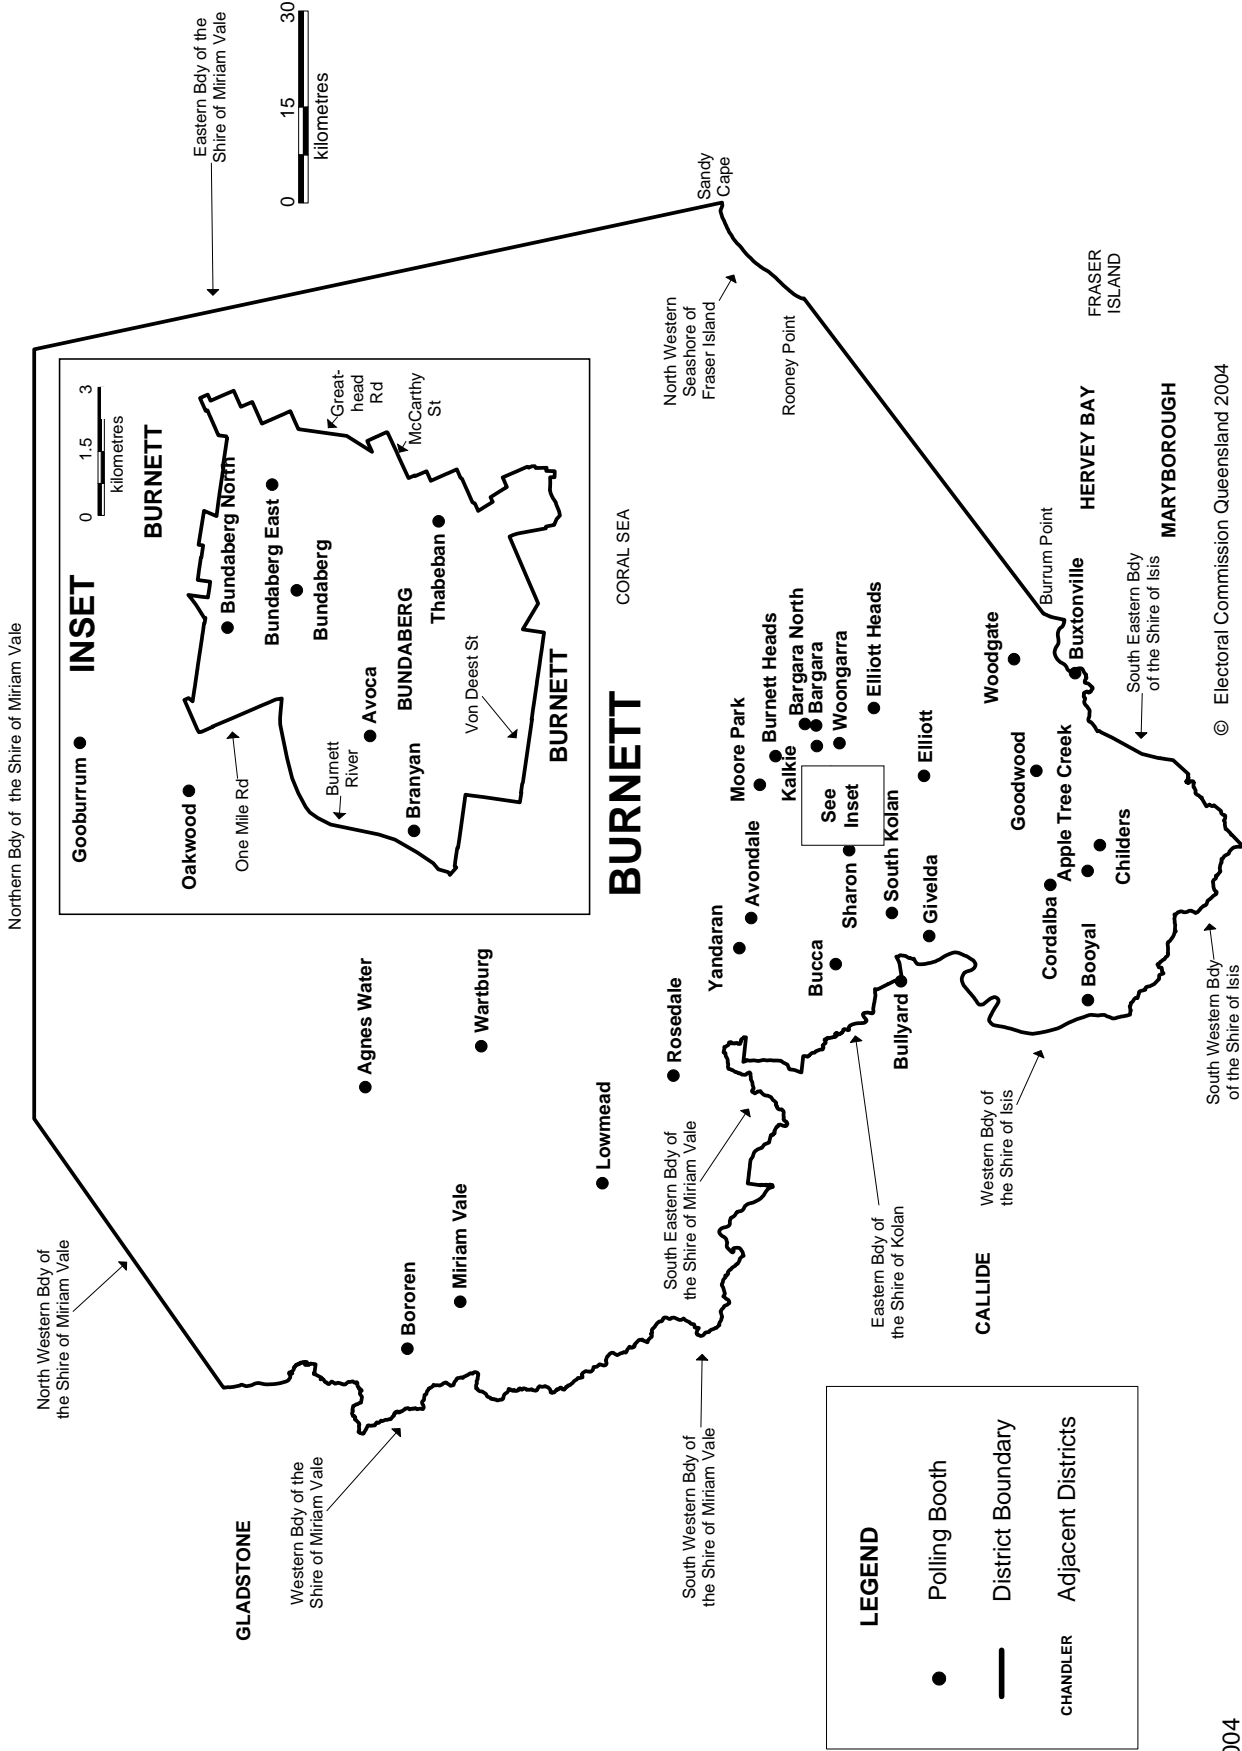 Northern Bdy of the Shire of Miriam Vale
North Western Bdy of
the Shire of Miriam Vale
Eastern Bdy of the
Shire of Miriam Vale
0
15
30
kilometres
INSET
0
1.5
3
kilometres
Gooburrum
BURNETT
Oakwood
Bundaberg North
One Mile Rd
Bundaberg East
Bundaberg
Great-
head
Rd
McCarthy
St
Burnett
River
Avoca
BUNDABERG
Branyan
Thabeban
Von Deest St
BURNETT
GLADSTONE
Western Bdy of the
Shire of Miriam Vale
Agnes Water
Bororen
Miriam Vale
Wartburg
Lowmead
BURNETT
CORAL SEA
Rosedale
South Eastern Bdy of
the Shire of Miriam Vale
South Western Bdy of
the Shire of Miriam Vale
North Western
Seashore of
Fraser Island
Sandy
Cape
Rooney Point
Yandaran
Avondale
Moore Park
Burnett Heads
Kalkie
Bargara North
Bargara
Woongarra
See
Inset
Bucca
Sharon
South Kolan
Elliott Heads
Bullyard
Givelda
Elliott
Eastern Bdy of
the Shire of Kolan
CALLIDE
Western Bdy of
the Shire of Isis
Woodgate
Goodwood
Burrum Point
Cordalba
Apple Tree Creek
Buxtonville
Booyal
Childers
FRASER
ISLAND
HERVEY BAY
MARYBOROUGH
South Eastern Bdy
of the Shire of Isis
South Western Bdy
of the Shire of Isis
© Electoral Commission Queensland 2004
LEGEND
Polling Booth
District Boundary
CHANDLER
Adjacent Districts
004